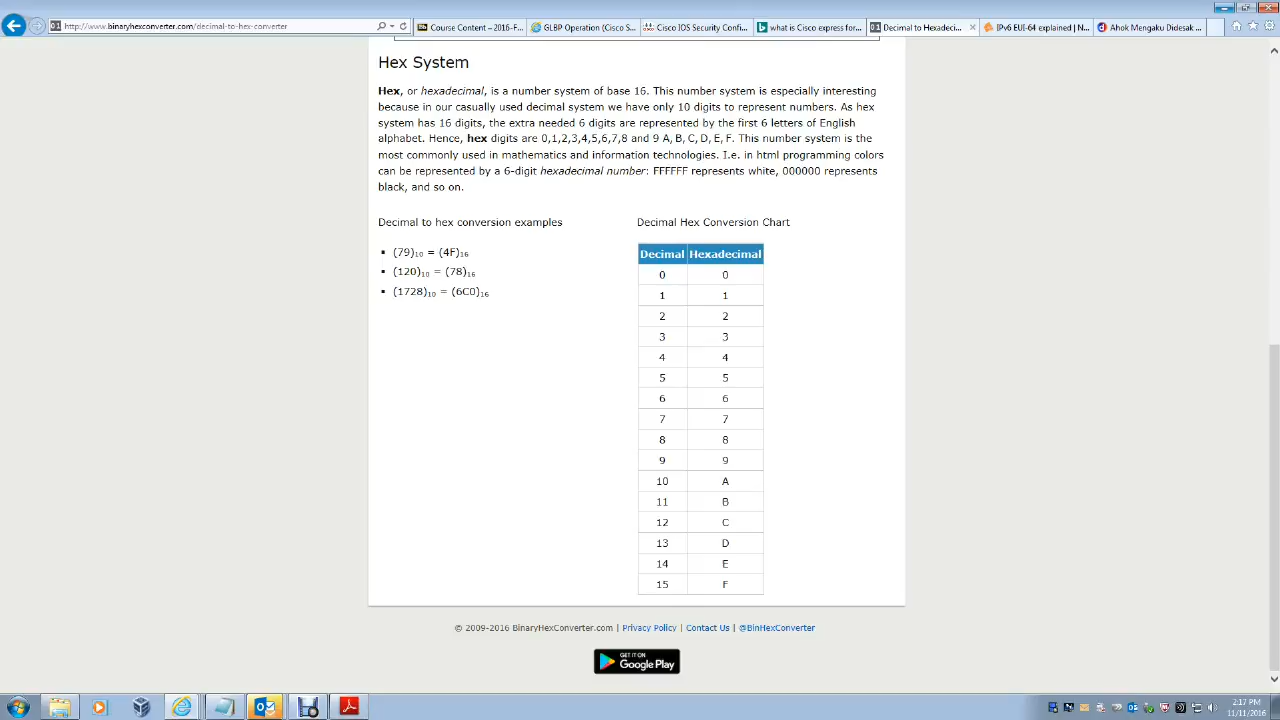 http://www.binaryhexconverter.com/decimal-to-hex-converter
Course Content ~2016-F...
GLBP Operation (Cisco S...
Cisco IOS Security Confi...
what is Cisco express for...
Decimal to Hexadeci...
IPv6 EUI-64 explained | N...
Ahok Mengaku Didesak ...
Hex System
Hex, or hexadecimal, is a number system of base 16. This number system is especially interesting
because in our casually used decimal system we have only 10 digits to represent numbers. As hex
system has 16 digits, the extra needed 6 digits are represented by the first 6 letters of English
alphabet. Hence, hex digits are 0,1,2,3,4,5,6,7,8 and 9 A, B, C, D, E, F. This number system is the
most commonly used in mathematics and information technologies. I.e. in html programming colors
can be represented by a 6-digit hexadecimal number: FFFFFF represents white, 000000 represents
black, and so on.
Decimal to hex conversion examples
▪ (79)₁₀ = (4F)₁₆
▪ (120)₁₀ = (78)₁₆
▪ (1728)₁₀ = (6C0)₁₆
Decimal Hex Conversion Chart
Decimal Hexadecimal
0 0
1 1
2 2
3 3
4 4
5 5
6 6
7 7
8 8
9 9
10 A
11 B
12 C
13 D
14 E
15 F
© 2009-2016 BinaryHexConverter.com | Privacy Policy | Contact Us | @BinHexConverter
GET IT ON
Google Play
2:17 PM
11/11/2016